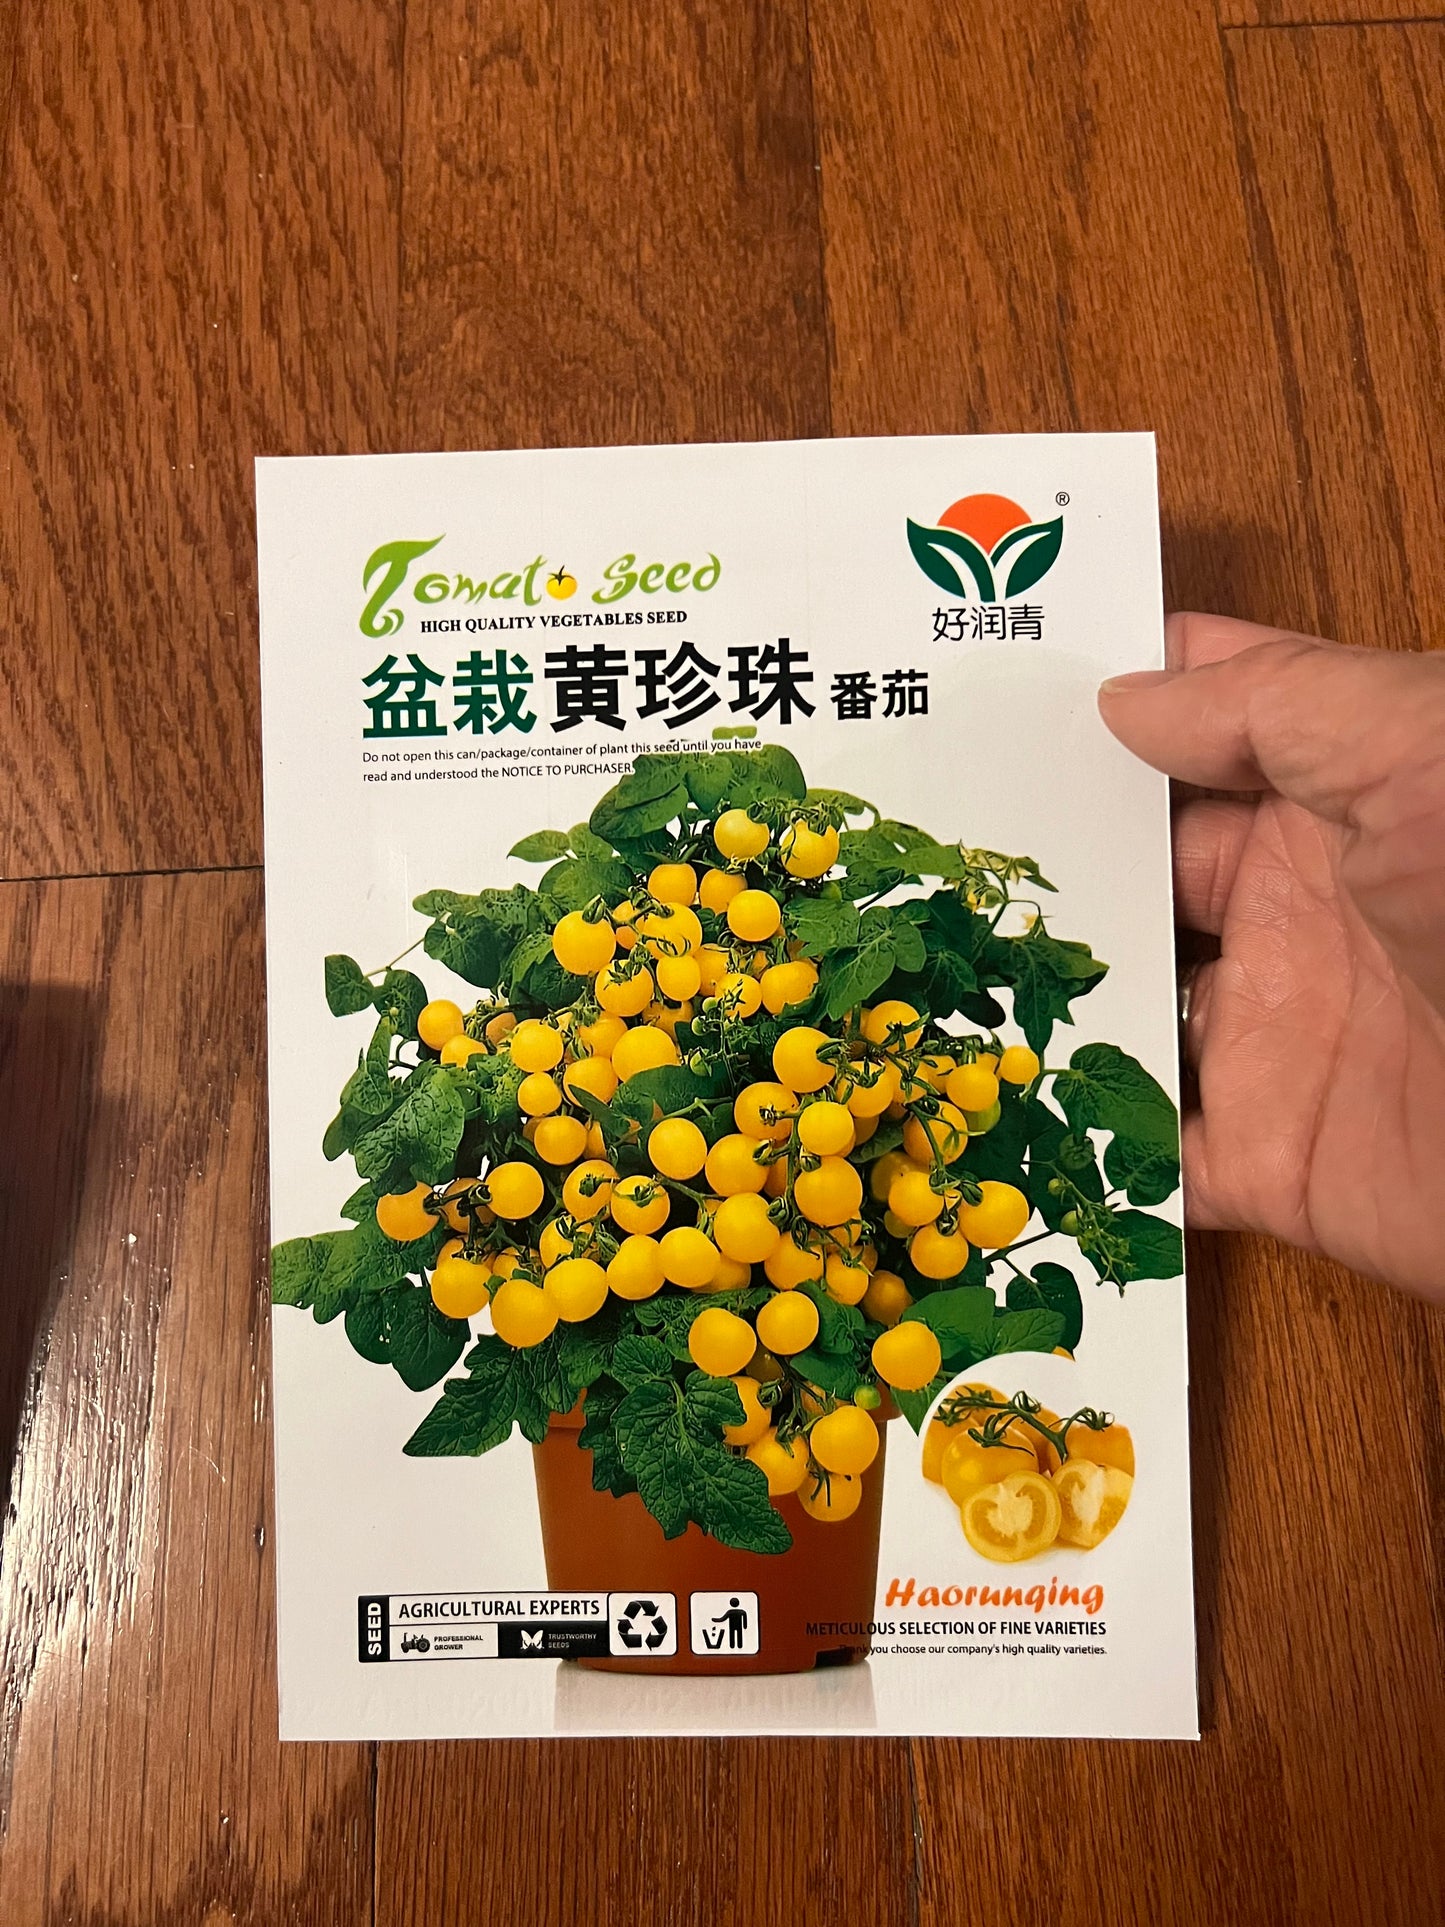 Tomato Seed
HIGH QUALITY VEGETABLES SEED
®
好润青
盆栽黄珍珠 番茄
Do not open this can/package/container of plant this seed until you have
read and understood the NOTICE TO PURCHASER.
SEED
AGRICULTURAL EXPERTS
PROFESSIONAL
GROWER
TRUSTWORTHY
SEEDS
Haorunqing
METICULOUS SELECTION OF FINE VARIETIES
Thank you choose our company's high quality varieties.